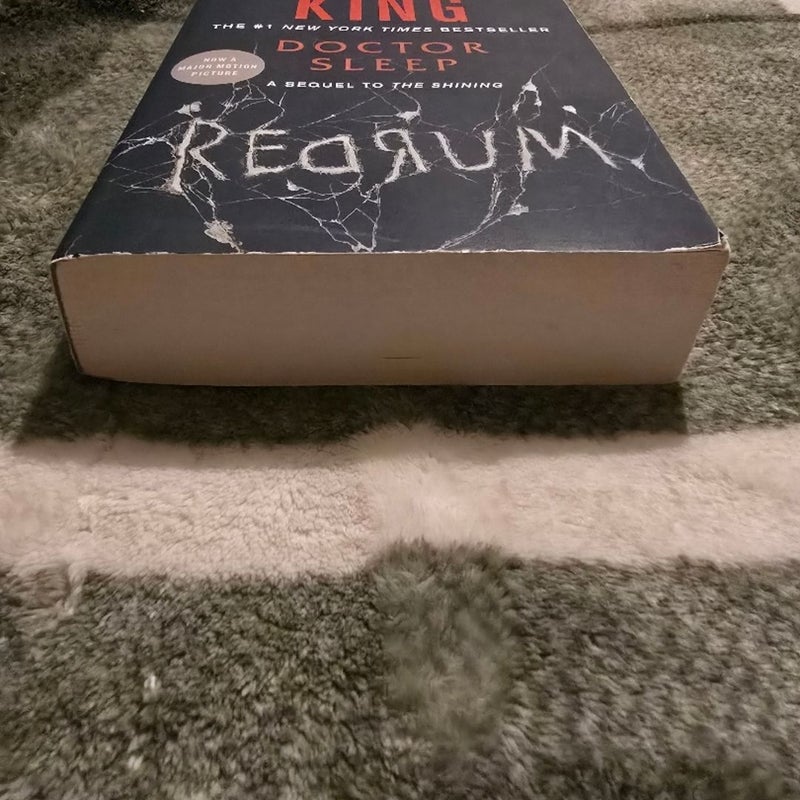 KING
THE #1 NEW YORK TIMES BESTSELLER
DOCTOR
SLEEP
NOW A
MAJOR MOTION
PICTURE
A SEQUEL TO THE SHINING
REDRUM